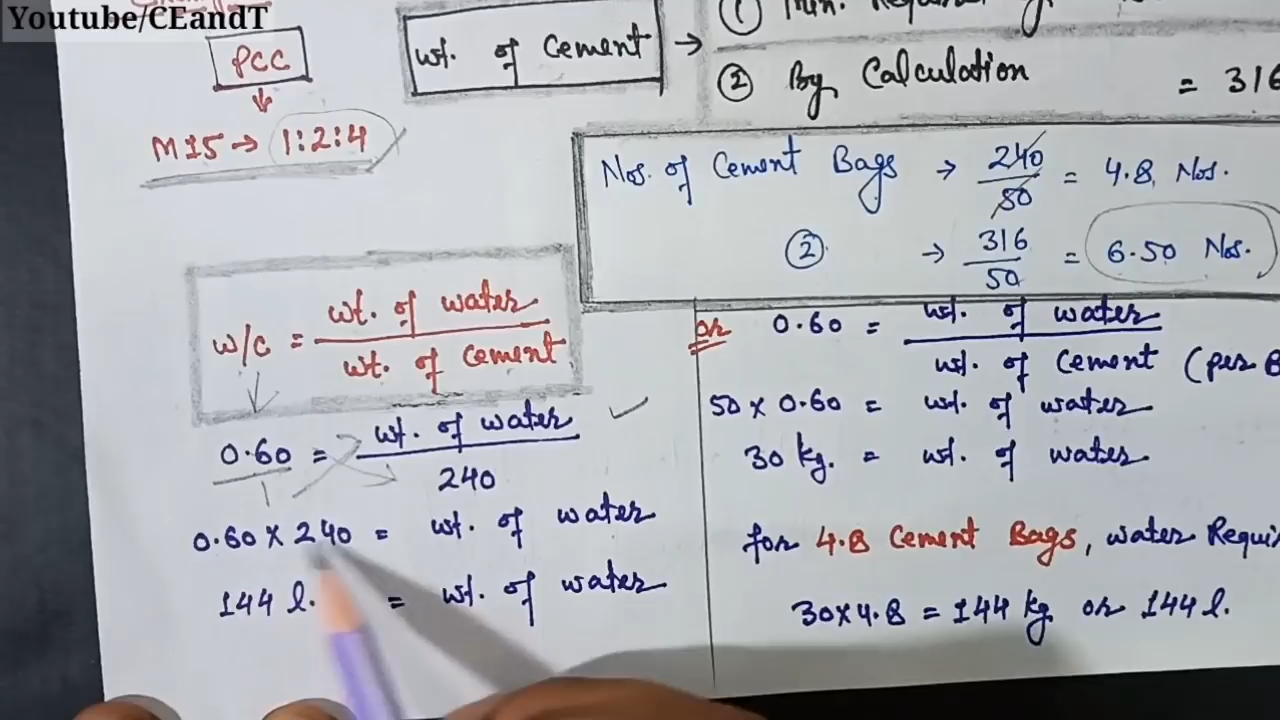 Youtube/CEandT
PCC
M15 → 1:2:4
wt. of Cement →
①
② By Calculation = 316
Nos. of Cement Bags → 240/50 = 4.8 Nos.
② → 316/50 = 6.50 Nos.
w/c = wt. of water / wt. of cement
0.60 = wt. of water / 240
0.60 x 240 = wt. of water
144 l. = wt. of water
or 0.60 = wt. of water / wt. of Cement (per
50 x 0.60 = wt. of water
30 kg. = wt. of water
for 4.8 Cement Bags, water
30x4.8 = 144 kg or 144 l.